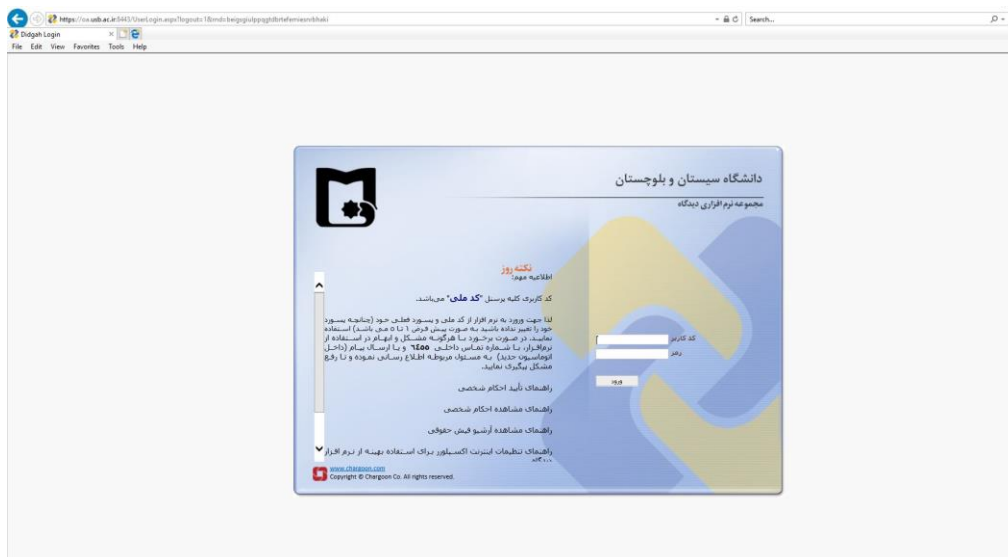 Search...
Didgah Login
File Edit View Favorites Tools Help
دانشگاه سیستان و بلوچستان
مجموعه نرم افزاری دیدگاه
نکته روز
اطلاعیه مهم:
کد کاربری کلیه پرسنل "کد ملی" می‌باشد.
لذا جهت ورود به نرم افزار از کد ملی و پسورد فعلی خود (چنانچه پسورد
خود را تغییر نداده باشید به صورت پیش فرض ۱ تا ۵ می باشد) استفاده
نمایید. در صورت برخورد با هرگونه مشکل و ابهام در استفاده از
نرم‌افزار، با شماره تماس داخلی ٦٤٥٥ و یا ارسال پیام (داخل
اتوماسیون جدید) به مسئول مربوطه اطلاع رسانی نموده و تا رفع
مشکل پیگیری نمایید.
راهنمای تأیید احکام شخصی
راهنمای مشاهده احکام شخصی
راهنمای مشاهده آرشیو فیش حقوقی
راهنمای تنظیمات اینترنت اکسپلورر برای استفاده بهینه از نرم افزار
کد کاربر
رمز
ورود
www.chargoon.com
Copyright © Chargoon Co. All rights reserved.